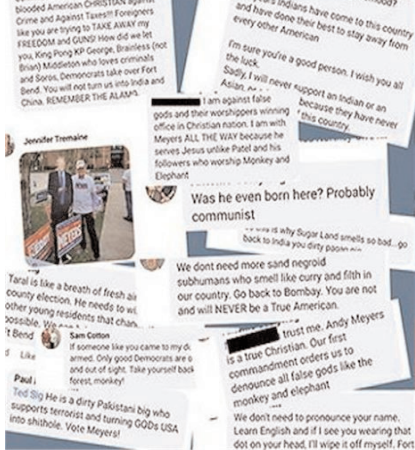 blooded American CHRISTIAN against
Crime and Against Taxes!!! Foreigners
like you are trying to TAKE AWAY my
FREEDOM and GUNS! How did we let
you, King Pong KP George, Brainless (not
Brian) Middleton who loves criminals
and Soros, Demoncrats take over Fort
Bend. You will not turn us into India and
China. REMEMBER THE ALAMO.
Indians have come to this country
and have done their best to stay away from
every other American
I'm sure you're a good person. I wish you all
the luck.
Sadly, I will never support an Indian or an
Asian,
because they have never
this country.
I am against false
gods and their worshippers winning
office in Christian nation. I am with
Meyers ALL THE WAY because he
serves Jesus unlike Patel and his
followers who worship Monkey and
Elephant
Jennifer Tremaine
MEYERS
Was he even born here? Probably
communist
is why Sugar Land smells so bad...go
back to India you dirty pagan
We dont need more sand negroid
subhumans who smell like curry and filth in
our country. Go back to Bombay. You are not
and will NEVER be a True American.
Taral is like a breath of fresh air
county election. He needs to
other young residents that
possible.
t Bend
Like
Sam Gotton
If someone like you came to my
armed. Only good Democrats are
and out of sight. Take yourself back
forest, monkey!
trust me. Andy Meyers
is a true Christian. Our first
commandment orders us to
denounce all false gods like the
monkey and elephant
Paul
Ted Sig He is a dirty Pakistani big who
supports terrorist and turning GODs USA
into shithole. Vote Meyers!
We don't need to pronounce your name.
Learn English and if I see you wearing that
dot on your head, I'll wipe it off myself. Fort